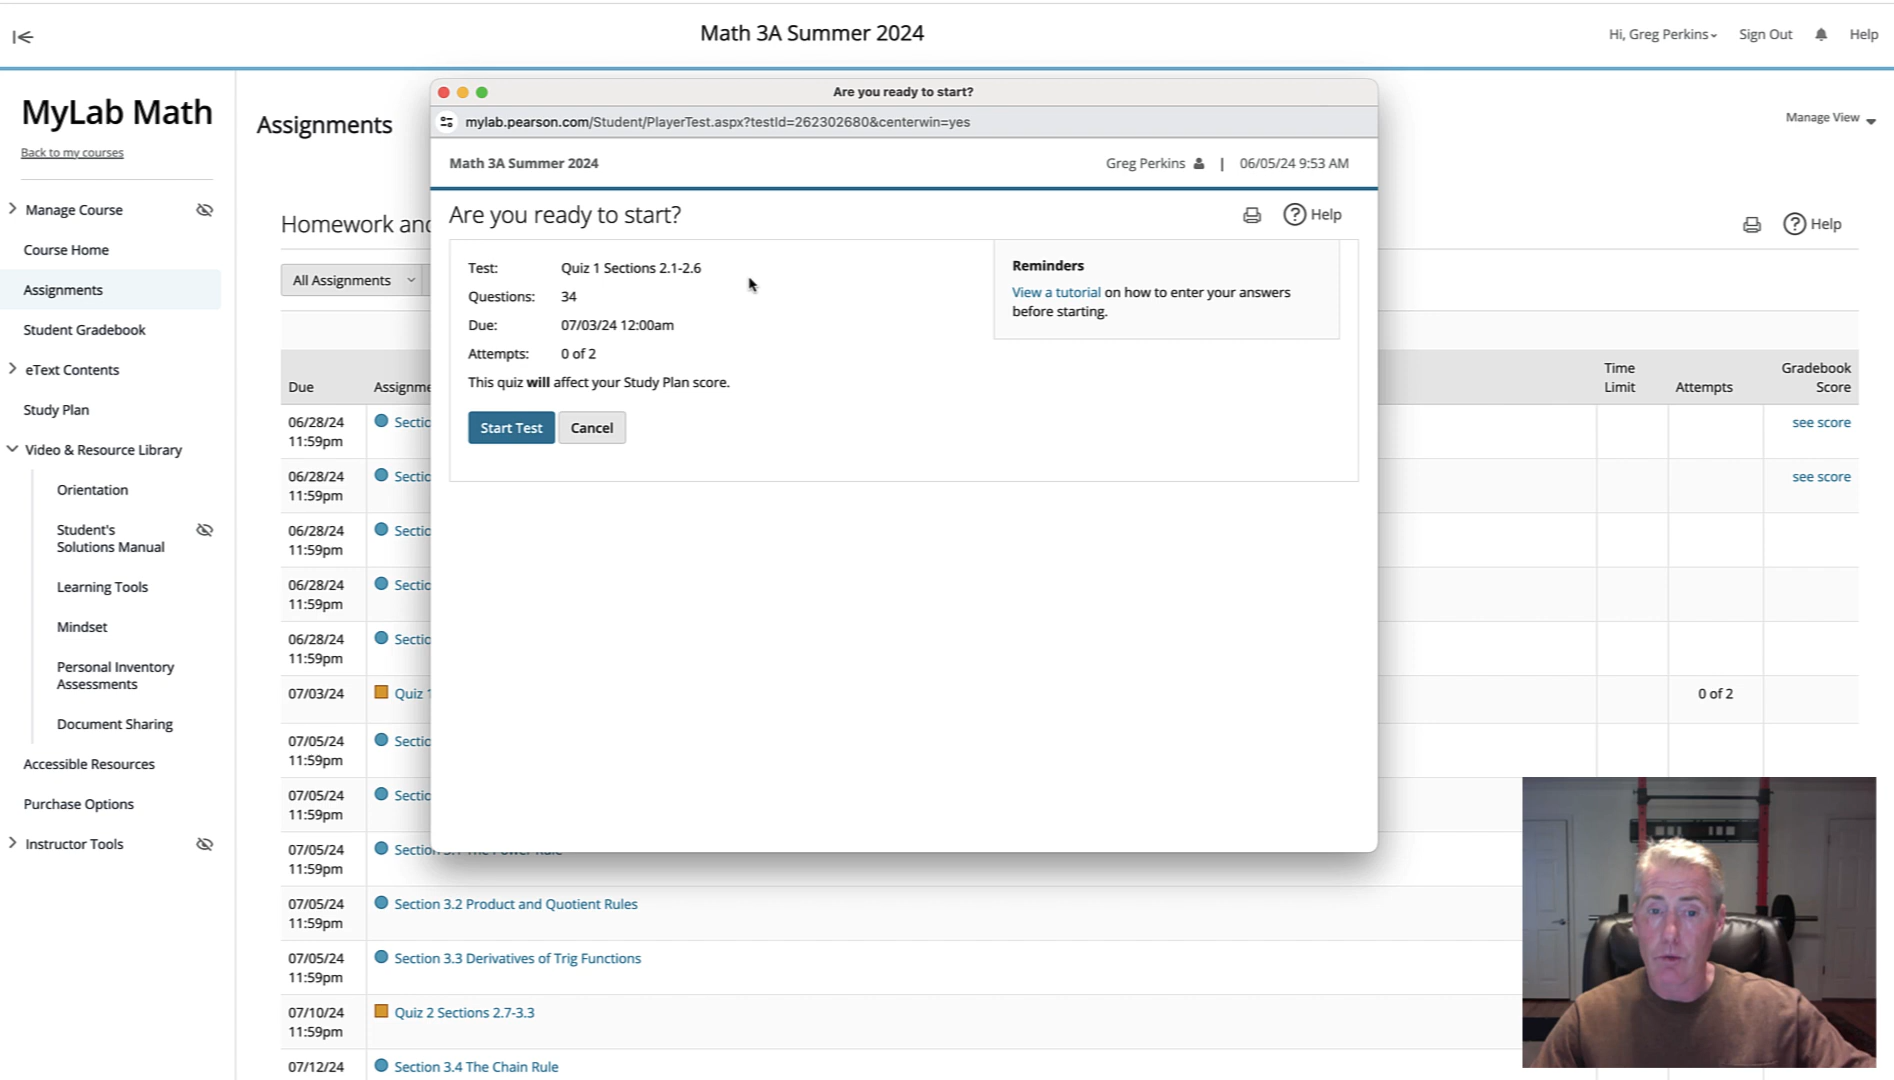 Math 3A Summer 2024
Hi, Greg Perkins
Sign Out
Help
MyLab Math
Back to my courses
Manage Course
Course Home
Assignments
Student Gradebook
eText Contents
Study Plan
Video & Resource Library
Orientation
Student's
Solutions Manual
Learning Tools
Mindset
Personal Inventory
Assessments
Document Sharing
Accessible Resources
Purchase Options
Instructor Tools
Assignments
Manage View
Homework and
Help
All Assignments
Are you ready to start?
mylab.pearson.com/Student/PlayerTest.aspx?testId=262302680&centerwin=yes
Math 3A Summer 2024
Greg Perkins | 06/05/24 9:53 AM
Are you ready to start?
Help
Test: Quiz 1 Sections 2.1-2.6
Questions: 34
Due: 07/03/24 12:00am
Attempts: 0 of 2
This quiz will affect your Study Plan score.
Start Test
Cancel
Reminders
View a tutorial on how to enter your answers
before starting.
Due
Assignme
Time
Limit
Attempts
Gradebook
Score
06/28/24
11:59pm
Sectio
see score
06/28/24
11:59pm
Sectio
see score
06/28/24
11:59pm
Sectio
06/28/24
11:59pm
Sectio
06/28/24
11:59pm
Sectio
07/03/24
Quiz 1
0 of 2
07/05/24
11:59pm
Sectio
07/05/24
11:59pm
Sectio
07/05/24
11:59pm
Section 3.1 The Power Rule
07/05/24
11:59pm
Section 3.2 Product and Quotient Rules
07/05/24
11:59pm
Section 3.3 Derivatives of Trig Functions
07/10/24
11:59pm
Quiz 2 Sections 2.7-3.3
07/12/24
Section 3.4 The Chain Rule